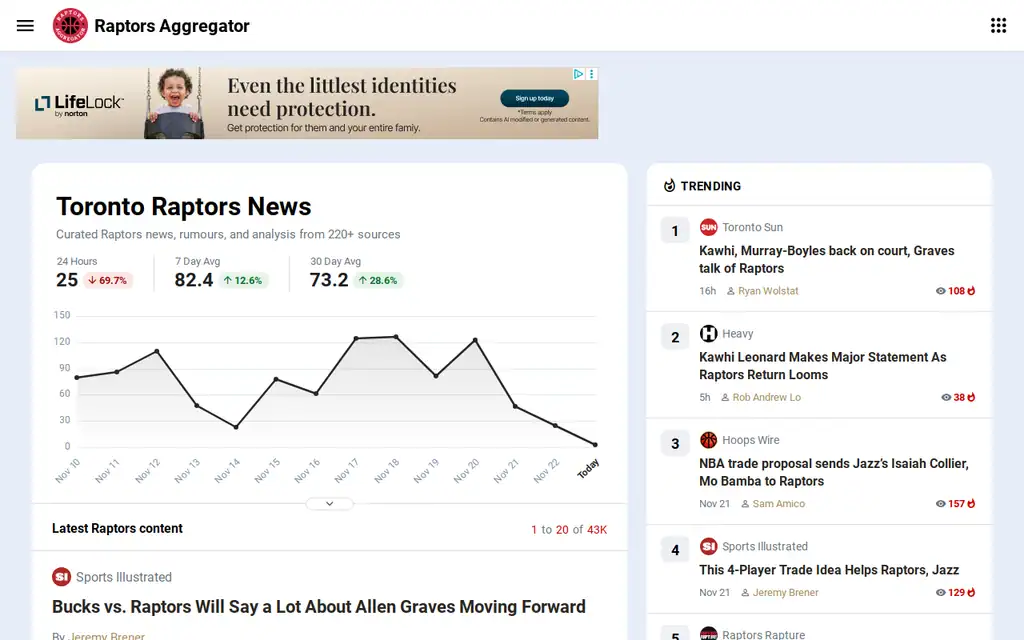 Raptors Aggregator
LifeLock
by norton
Even the littlest identities
need protection.
Get protection for them and your entire family.
Sign up today
*Terms apply
Contains AI modified or generated content.
Toronto Raptors News
Curated Raptors news, rumours, and analysis from 220+ sources
24 Hours
25 69.7%
7 Day Avg
82.4 12.6%
30 Day Avg
73.2 28.6%
150
120
90
60
30
0
Nov 10
Nov 11
Nov 12
Nov 13
Nov 14
Nov 15
Nov 16
Nov 17
Nov 18
Nov 19
Nov 20
Nov 21
Nov 22
Today
Latest Raptors content
1 to 20 of 43K
SI Sports Illustrated
Bucks vs. Raptors Will Say a Lot About Allen Graves Moving Forward
By Jeremy Brener
TRENDING
1
SUN Toronto Sun
Kawhi, Murray-Boyles back on court, Graves
talk of Raptors
16h Ryan Wolstat 108
2
H Heavy
Kawhi Leonard Makes Major Statement As
Raptors Return Looms
5h Rob Andrew Lo 38
3
Hoops Wire
NBA trade proposal sends Jazz's Isaiah Collier,
Mo Bamba to Raptors
Nov 21 Sam Amico 157
4
SI Sports Illustrated
This 4-Player Trade Idea Helps Raptors, Jazz
Nov 21 Jeremy Brener 129
5
Raptors Rapture